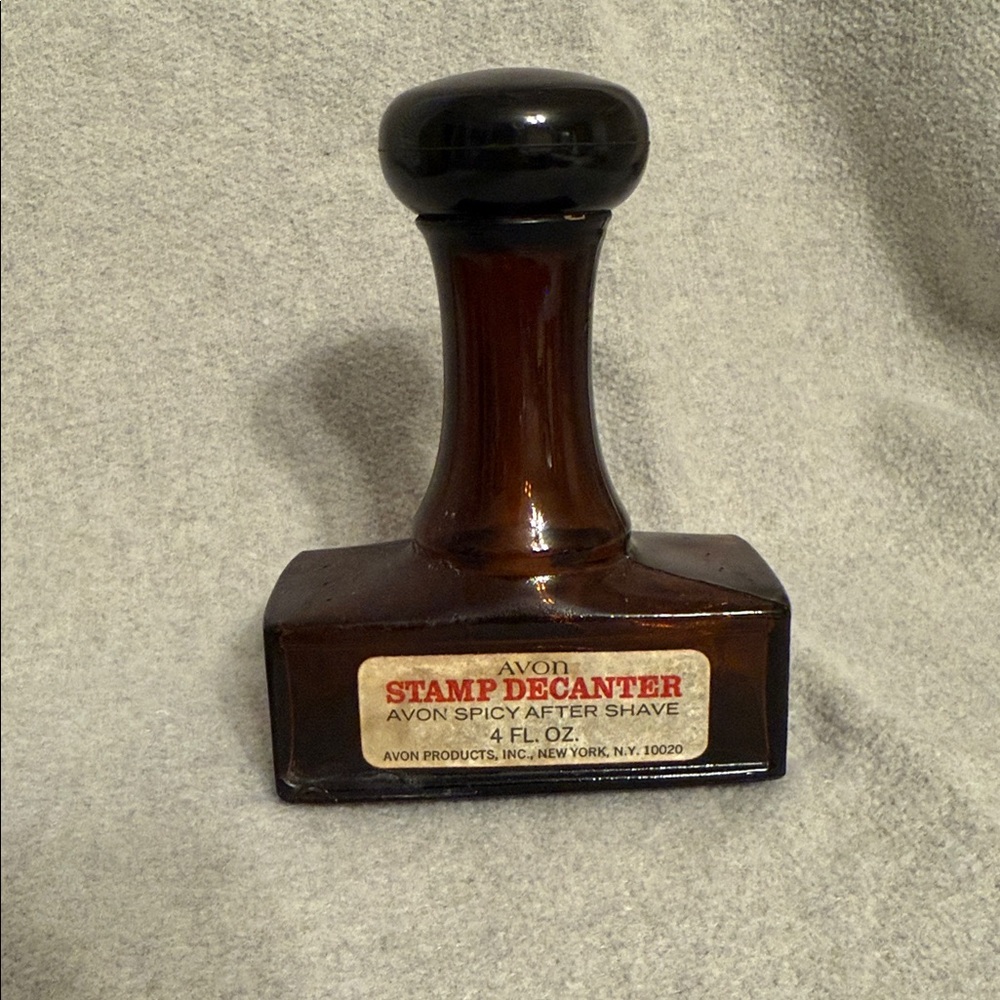 AVON
STAMP DECANTER
AVON SPICY AFTER SHAVE
4 FL. OZ.
AVON PRODUCTS, INC., NEW YORK, N.Y. 10020